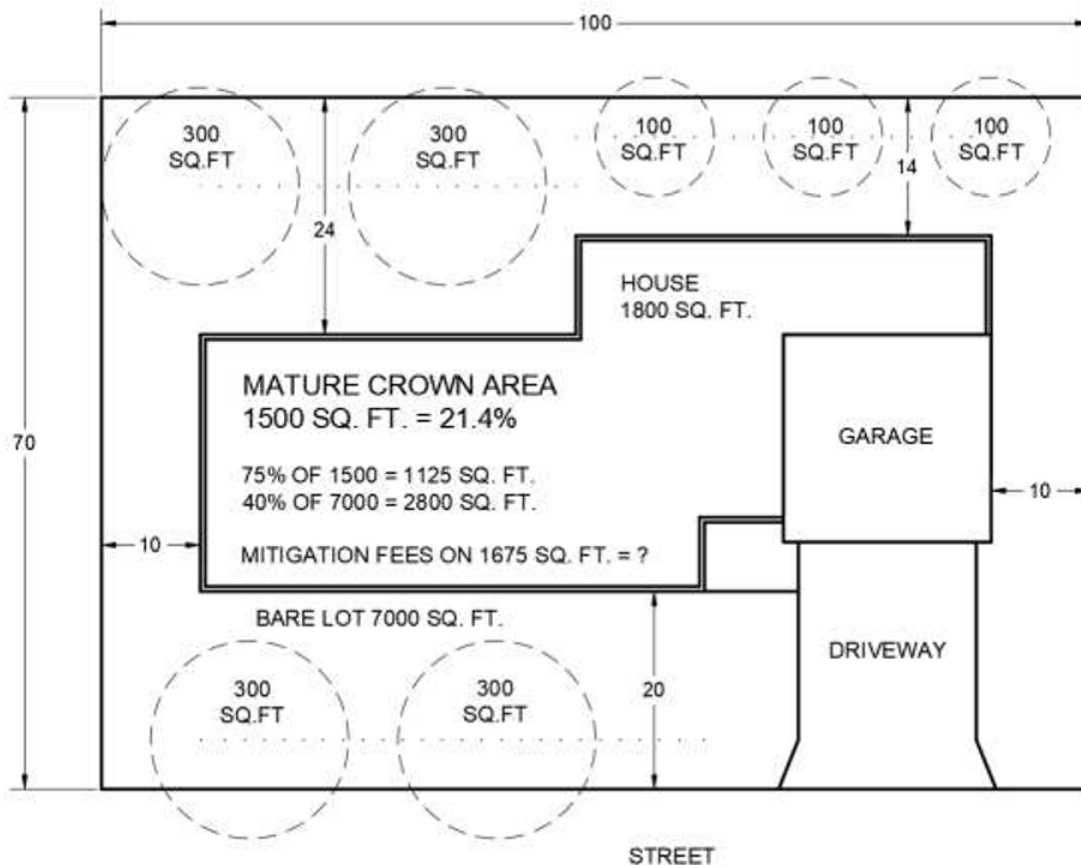 100
300
SQ.FT
300
SQ.FT
100
SQ.FT
100
SQ.FT
100
SQ.FT
14
24
HOUSE
1800 SQ. FT.
MATURE CROWN AREA
1500 SQ. FT. = 21.4%
70
GARAGE
75% OF 1500 = 1125 SQ. FT.
40% OF 7000 = 2800 SQ. FT.
10
10
MITIGATION FEES ON 1675 SQ. FT. = ?
BARE LOT 7000 SQ. FT.
DRIVEWAY
300
SQ.FT
300
SQ.FT
20
STREET